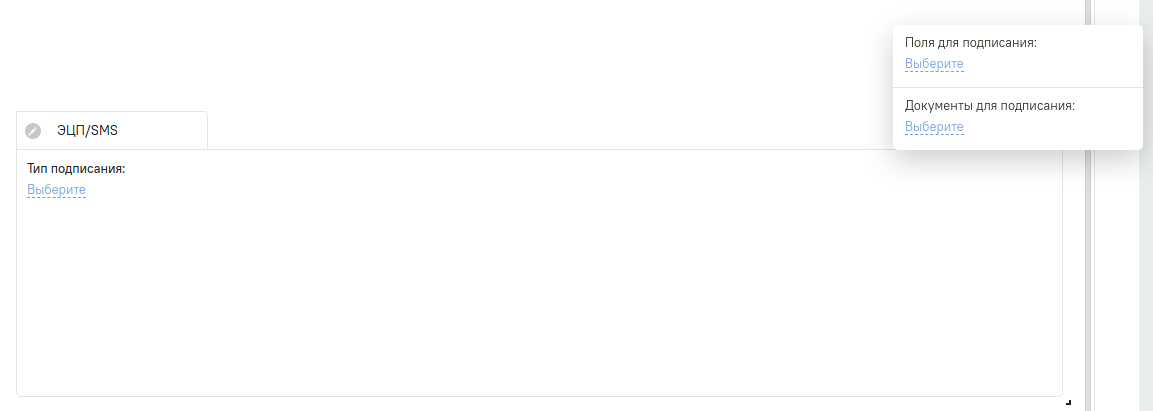 Поля для подписания:
Выберите
Документы для подписания:
Выберите
ЭЦП/SMS
Тип подписания:
Выберите